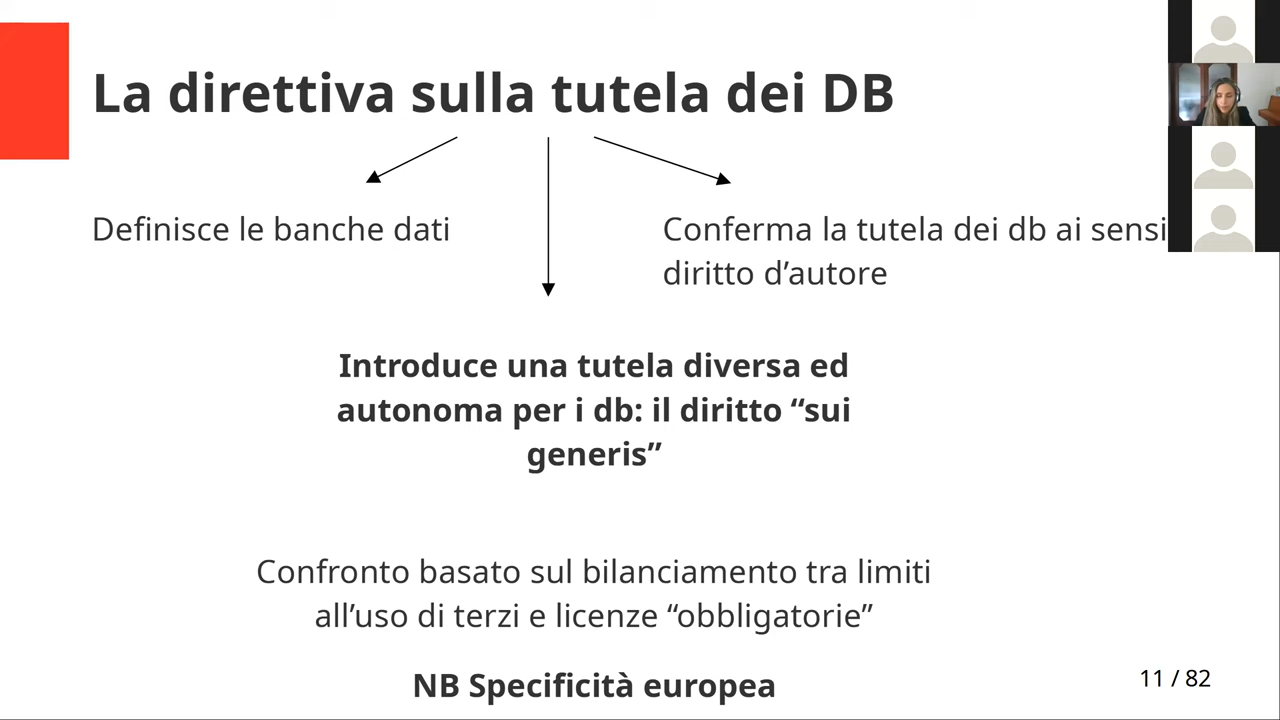 La direttiva sulla tutela dei DB
Definisce le banche dati
Conferma la tutela dei db ai sensi
diritto d’autore
Introduce una tutela diversa ed
autonoma per i db: il diritto “sui
generis”
Confronto basato sul bilanciamento tra limiti
all’uso di terzi e licenze “obbligatorie”
NB Specificità europea
11 / 82